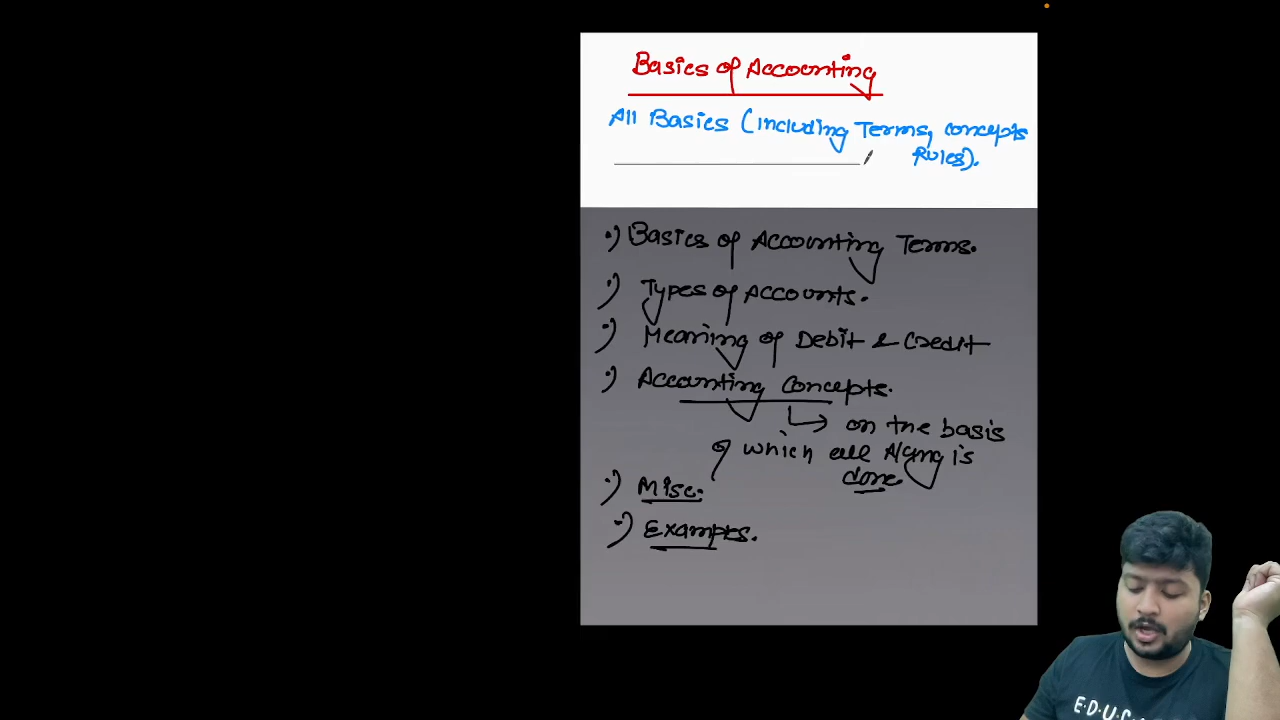 Basics of Accounting
All Basics (including Terms, concepts
Rules).
·) Basics of Accounting Terms.
·) Types of Accounts.
·) Meaning of Debit & Credit
·) Accounting Concepts.
↳ on the basis
of which all A/cing is
done
·) Misc.
·) Examples.
E·D·U·C